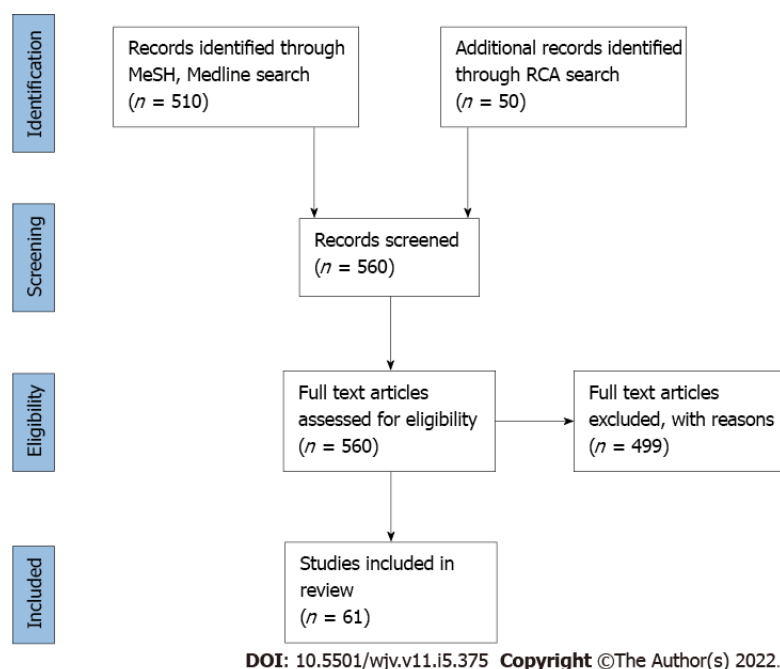 Identification
Records identified through
MeSH, Medline search
(n = 510)
Additional records identified
through RCA search
(n = 50)
Screening
Records screened
(n = 560)
Eligibility
Full text articles
assessed for eligibility
(n = 560)
Full text articles
excluded, with reasons
(n = 499)
Included
Studies included in
review
(n = 61)
DOI: 10.5501/wjv.v11.i5.375 Copyright ©The Author(s) 2022.